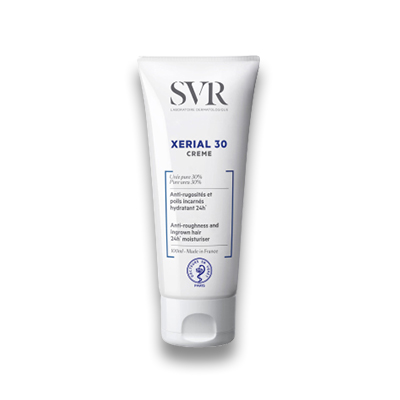 SVR
LABORATOIRE DERMATOLOGIQUE
XERIAL 30
CREME
Urée pure 30%
Pure urea 30%
Anti-rugosités et
poils incarnés
hydratant 24h*
Anti-roughness and
ingrown hair
24h* moisturiser
100ml - Made in France
PARIS